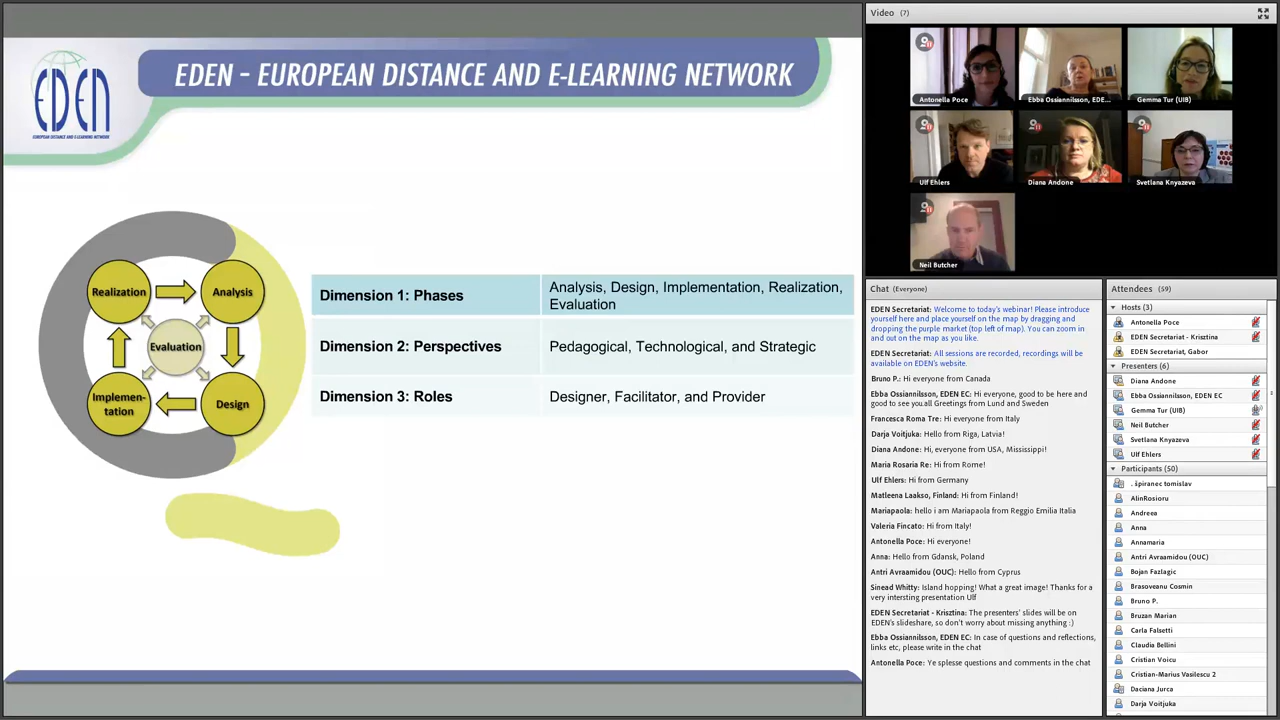 EDEN
EUROPEAN DISTANCE AND E-LEARNING NETWORK
EDEN - EUROPEAN DISTANCE AND E-LEARNING NETWORK
Realization
Analysis
Evaluation
Implemen-
tation
Design
Dimension 1: Phases
Analysis, Design, Implementation, Realization,
Evaluation
Dimension 2: Perspectives
Pedagogical, Technological, and Strategic
Dimension 3: Roles
Designer, Facilitator, and Provider
Video (7)
Antonella Poce
Ebba Ossiannilsson, EDE...
Gemma Tur (UIB)
Ulf Ehlers
Diana Andone
Svetlana Knyazeva
Neil Butcher
Chat (Everyone)
EDEN Secretariat: Welcome to today's webinar! Please introduce
yourself here and place yourself on the map by dragging and
dropping the purple market (top left of map). You can zoom in
and out on the map as you like.
EDEN Secretariat: All sessions are recorded, recordings will be
available on EDEN's website.
Bruno P.: Hi everyone from Canada
Ebba Ossiannilsson, EDEN EC: Hi everyone, good to be here and
good to see you.all Greetings from Lund and Sweden
Francesca Roma Tre: Hi everyone from Italy
Darja Voitjuka: Hello from Riga, Latvia!
Diana Andone: Hi, everyone from USA, Mississippi!
Maria Rosaria Re: Hi from Rome!
Ulf Ehlers: Hi from Germany
Matleena Laakso, Finland: Hi from Finland!
Mariapaola: hello i am Mariapaola from Reggio Emilia Italia
Valeria Fincato: Hi from Italy!
Antonella Poce: Hi everyone!
Anna: Hello from Gdansk, Poland
Antri Avraamidou (OUC): Hello from Cyprus
Sinead Whitty: Island hopping! What a great image! Thanks for a
very intersting presentation Ulf
EDEN Secretariat - Krisztina: The presenters' slides will be on
EDEN's slideshare, so don't worry about missing anything :)
Ebba Ossiannilsson, EDEN EC: In case of questions and reflections,
links etc, please write in the chat
Antonella Poce: Ye splesse questions and comments in the chat
Attendees (59)
Hosts (3)
Antonella Poce
EDEN Secretariat - Krisztina
EDEN Secretariat, Gabor
Presenters (6)
Diana Andone
Ebba Ossiannilsson, EDEN EC
Gemma Tur (UIB)
Neil Butcher
Svetlana Knyazeva
Ulf Ehlers
Participants (50)
. špiranec tomislav
AlinRosioru
Andreea
Anna
Annamaria
Antri Avraamidou (OUC)
Bojan Fazlagic
Brasoveanu Cosmin
Bruno P.
Bruzan Marian
Carla Falsetti
Claudia Bellini
Cristian Voicu
Cristian-Marius Vasilescu 2
Daciana Jurca
Darja Voitjuka